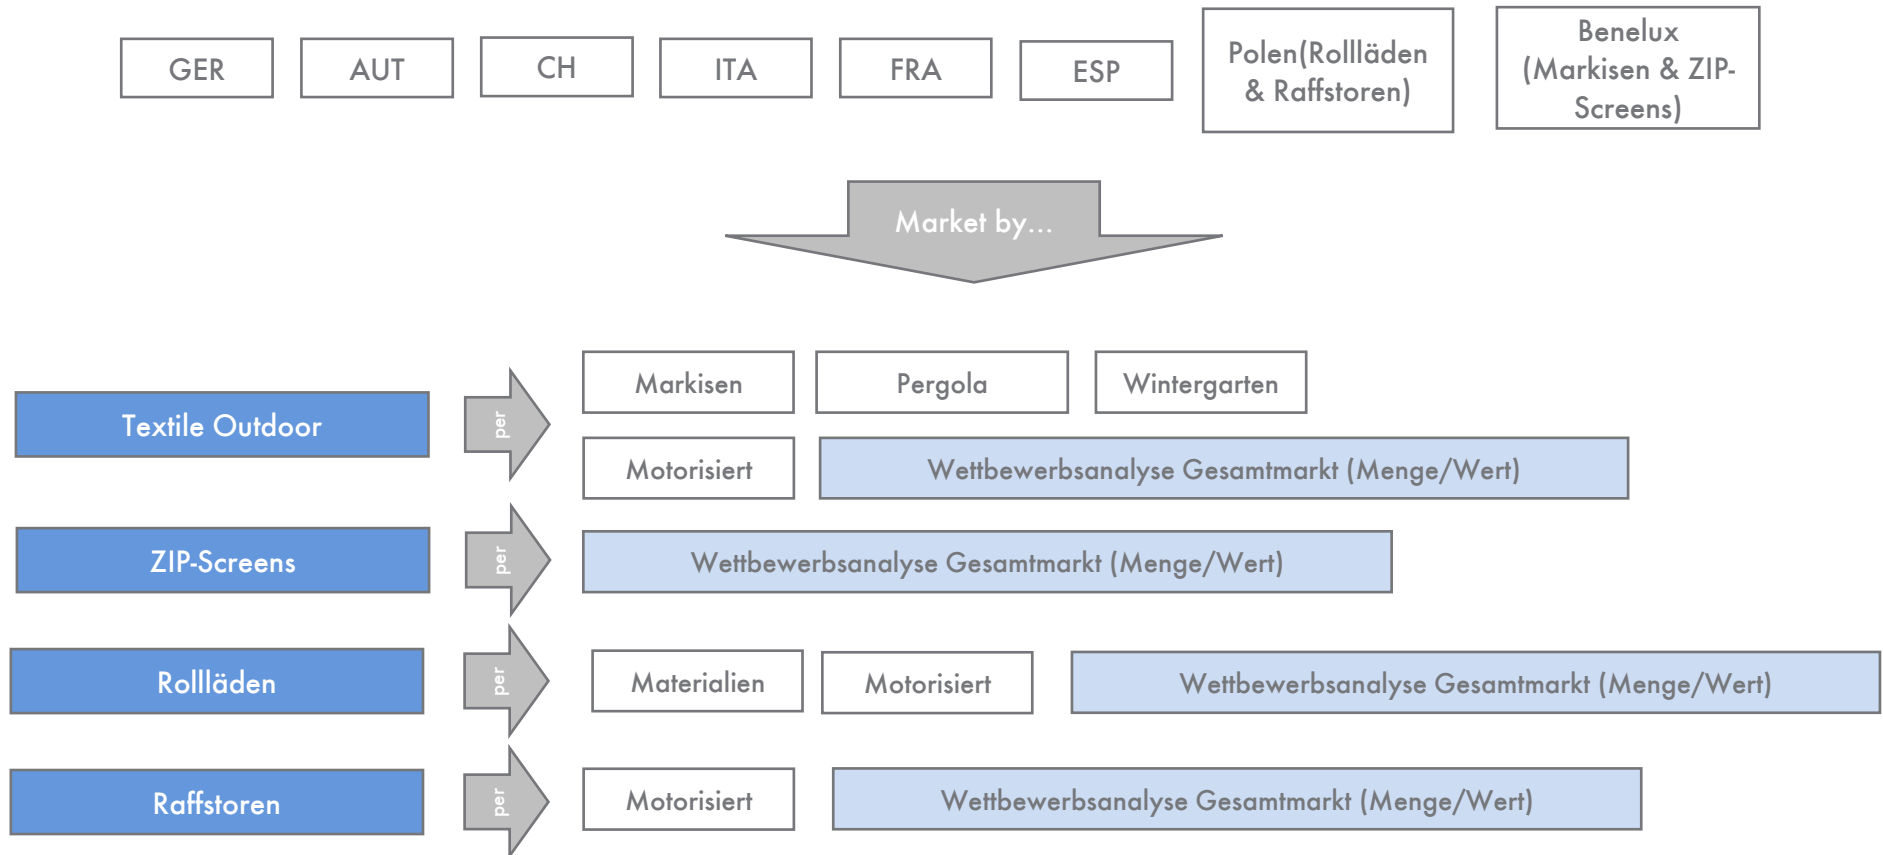 GER
AUT
CH
ITA
FRA
ESP
Polen(Rollläden
& Raffstoren)
Benelux
(Markisen & ZIP-
Screens)
Market by...
Textile Outdoor
per
Markisen
Pergola
Wintergarten
Motorisiert
Wettbewerbsanalyse Gesamtmarkt (Menge/Wert)
ZIP-Screens
per
Wettbewerbsanalyse Gesamtmarkt (Menge/Wert)
Rollläden
per
Materialien
Motorisiert
Wettbewerbsanalyse Gesamtmarkt (Menge/Wert)
Raffstoren
per
Motorisiert
Wettbewerbsanalyse Gesamtmarkt (Menge/Wert)